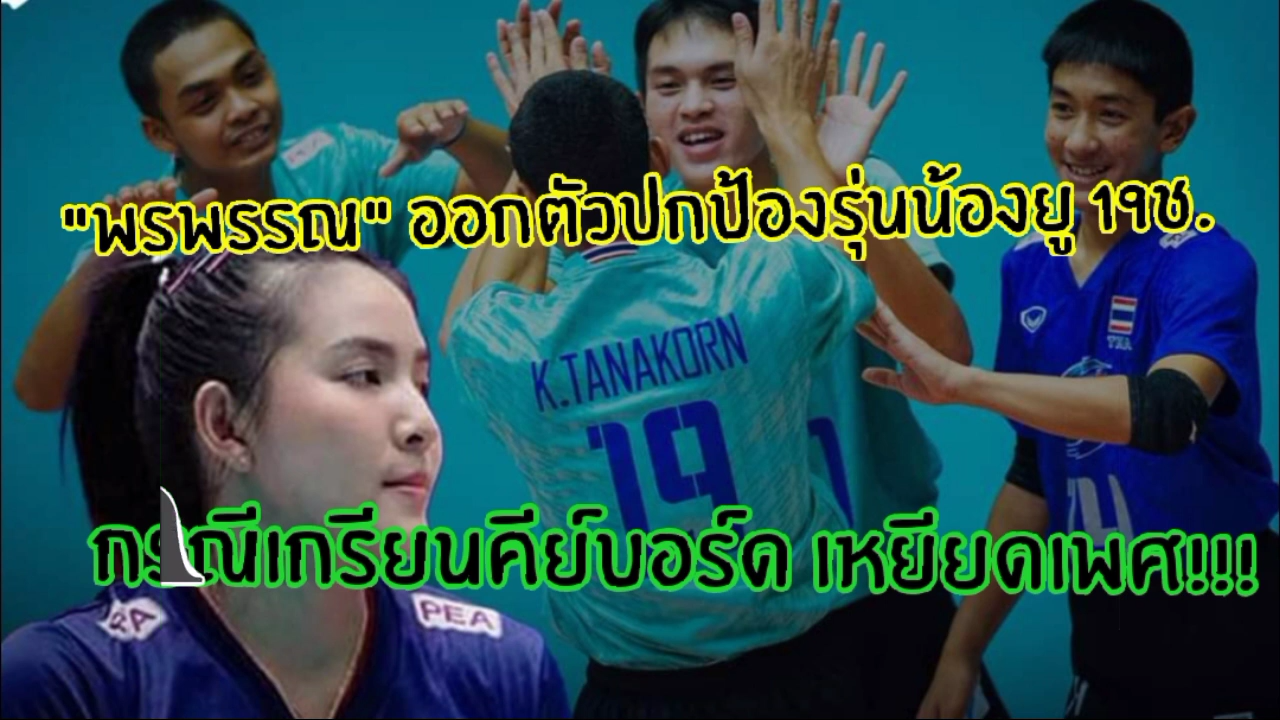 "พรพรรณ" ออกตัวปกป้องรุ่นน้องยู 19ช.
K.TANAKORN
19
THA
กรณีเกรียนคีย์บอร์ด เหยียดเพศ!!!
PEA